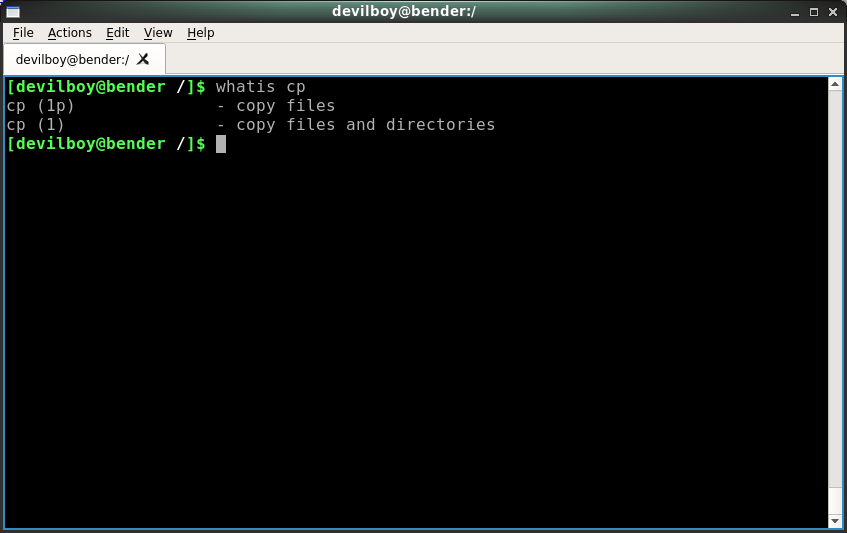 devilboy@bender:/
File Actions Edit View Help
devilboy@bender:/
[devilboy@bender /]$ whatis cp
cp (1p)              - copy files
cp (1)               - copy files and directories
[devilboy@bender /]$